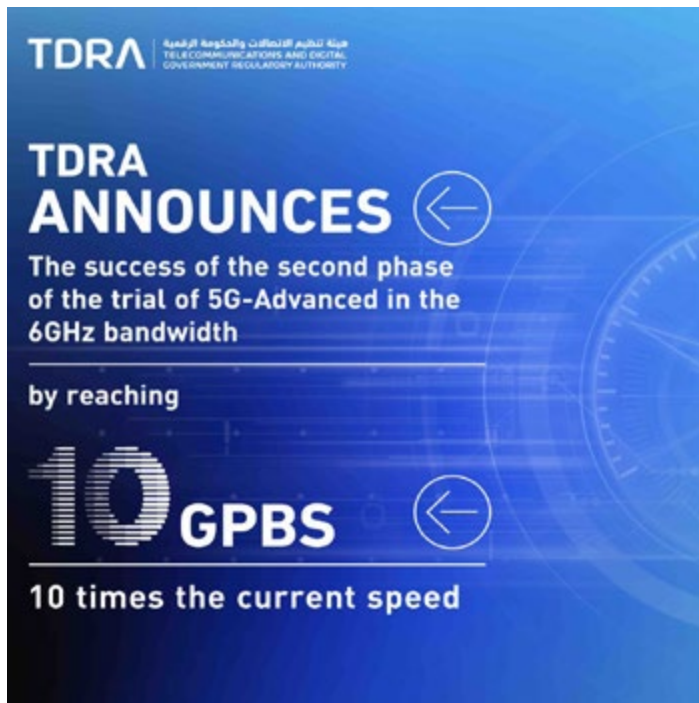 TDRA
هيئة تنظيم الاتصالات والحكومة الرقمية
TELECOMMUNICATIONS AND DIGITAL
GOVERNMENT REGULATORY AUTHORITY
TDRA
ANNOUNCES
The success of the second phase
of the trial of 5G-Advanced in the
6GHz bandwidth
by reaching
10 GPBS
10 times the current speed